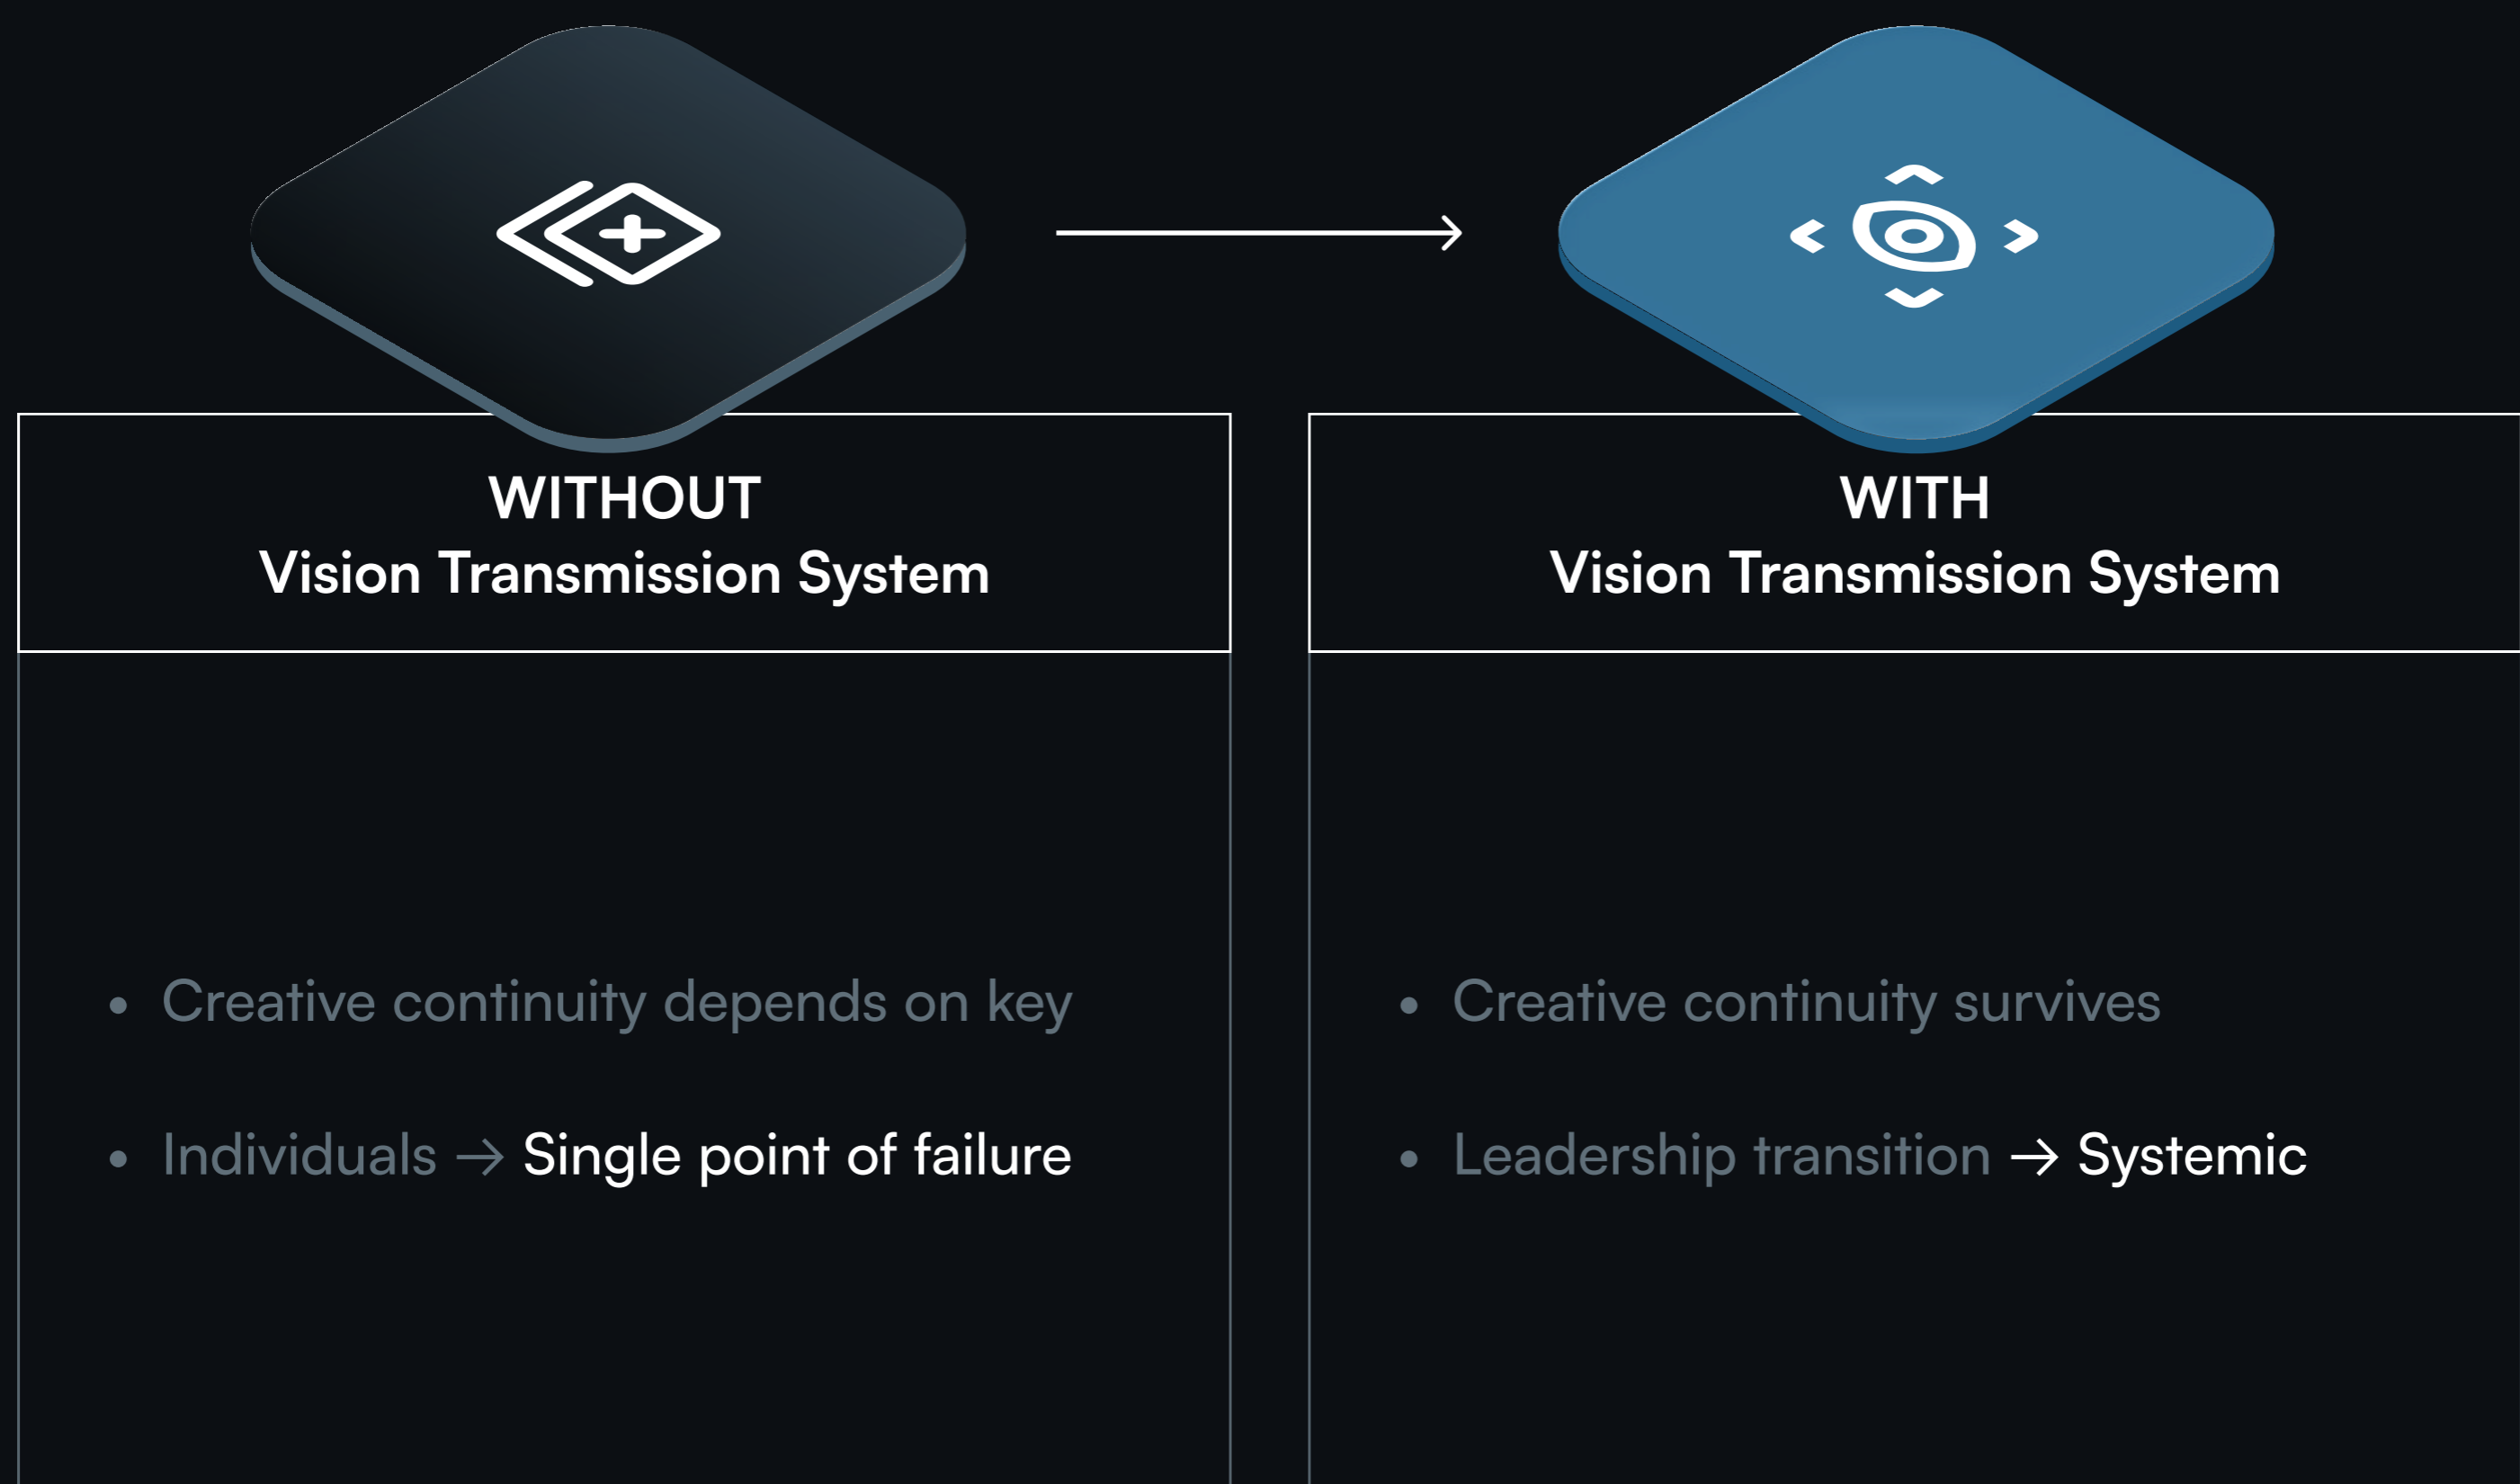 WITHOUT
Vision Transmission System
• Creative continuity depends on key
• Individuals → Single point of failure
WITH
Vision Transmission System
• Creative continuity survives
• Leadership transition → Systemic